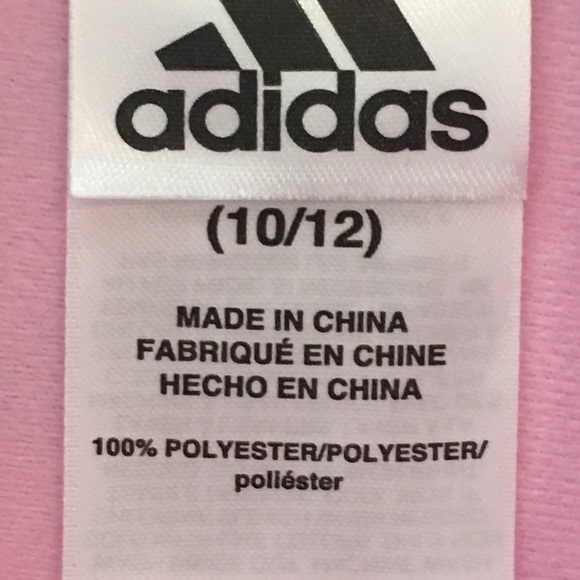 adidas
(10/12)
MADE IN CHINA
FABRIQUÉ EN CHINE
HECHO EN CHINA
100% POLYESTER/POLYESTER/
poliéster